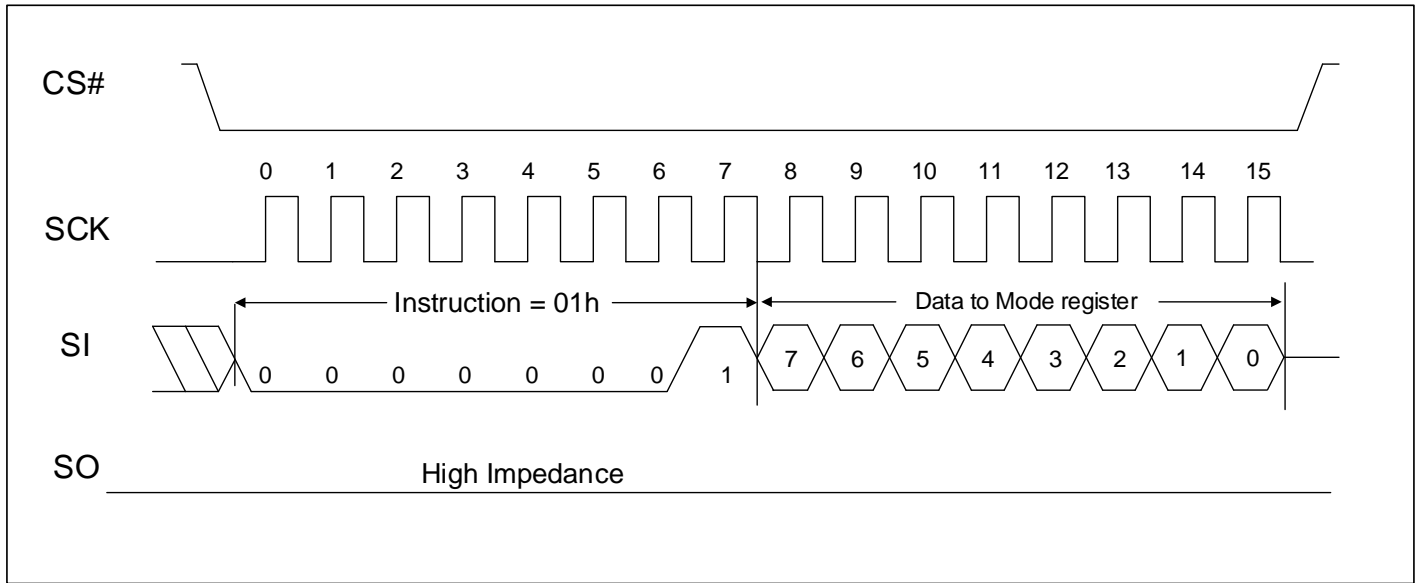 CS#
0 1 2 3 4 5 6 7 8 9 10 11 12 13 14 15
SCK
Instruction = 01h
Data to Mode register
SI
0 0 0 0 0 0 0 1 7 6 5 4 3 2 1 0
SO
High Impedance